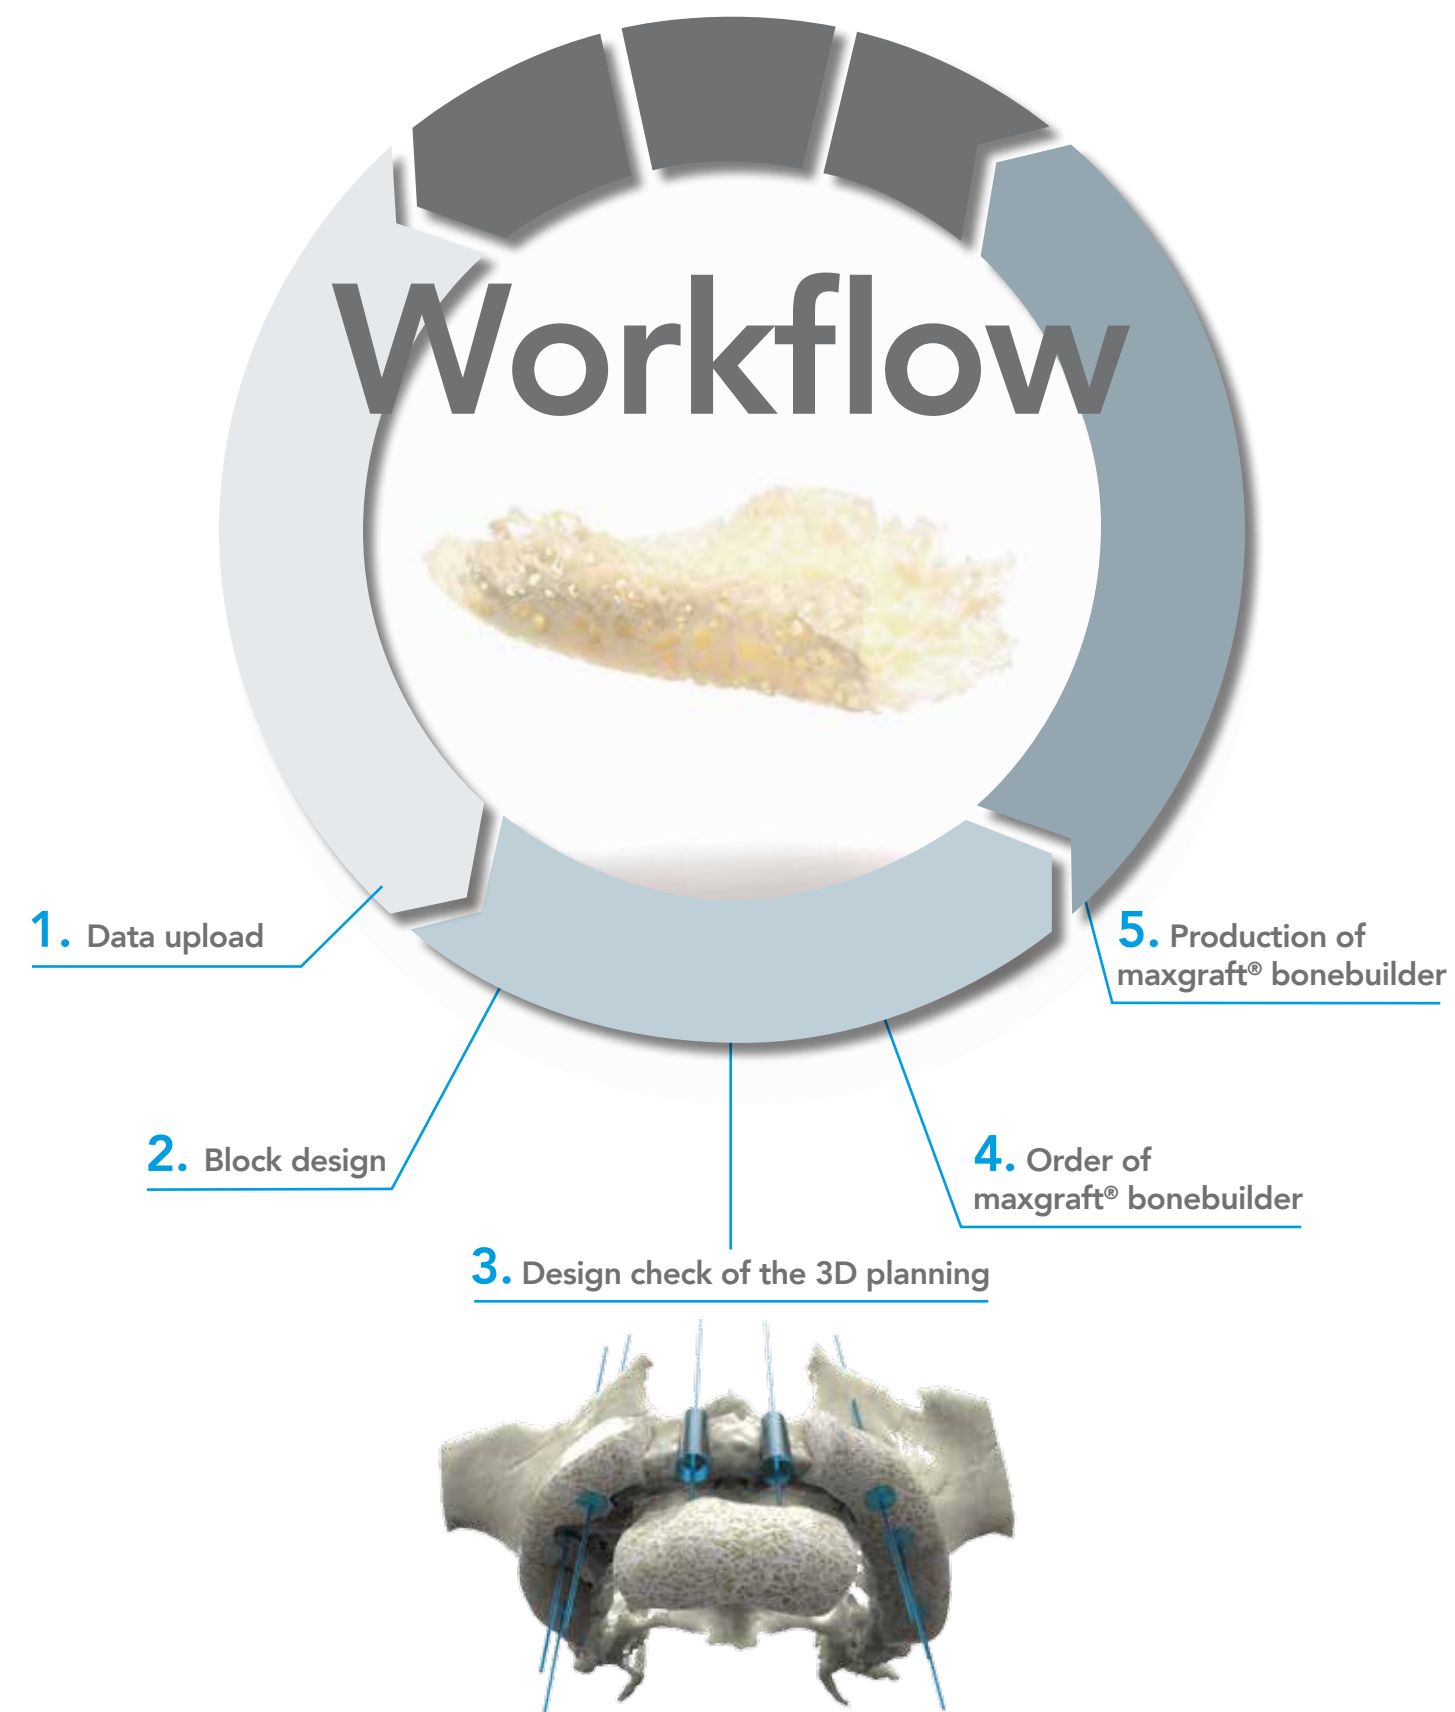 Workflow
1. Data upload
5. Production of
maxgraft® bonebuilder
2. Block design
4. Order of
maxgraft® bonebuilder
3. Design check of the 3D planning